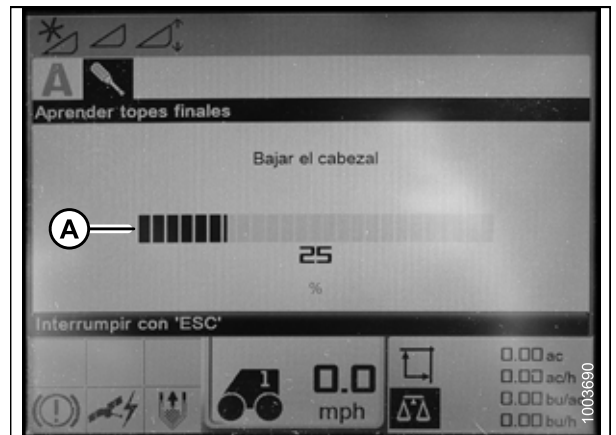 A
Aprender topes finales
Bajar el cabezal
A
25
%
Interrumpir con 'ESC'
1
0.0
mph
0.00 ac
0.00 ac/h
0.00 bu/ac
0.00 bu/h
1003690